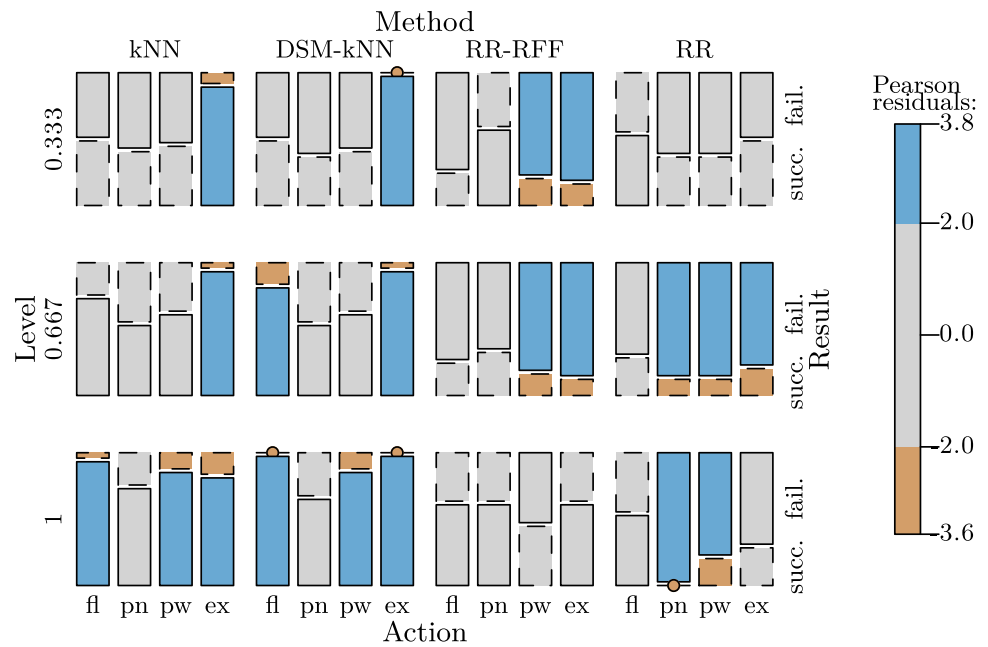 Method
kNN DSM-kNN RR-RFF RR
Level
0.333
0.667
1
fail.
succ.
fail.
succ.
fail.
succ.
Result
fl pn pw ex fl pn pw ex fl pn pw ex fl pn pw ex
Action
Pearson
residuals:
3.8
2.0
0.0
-2.0
-3.6